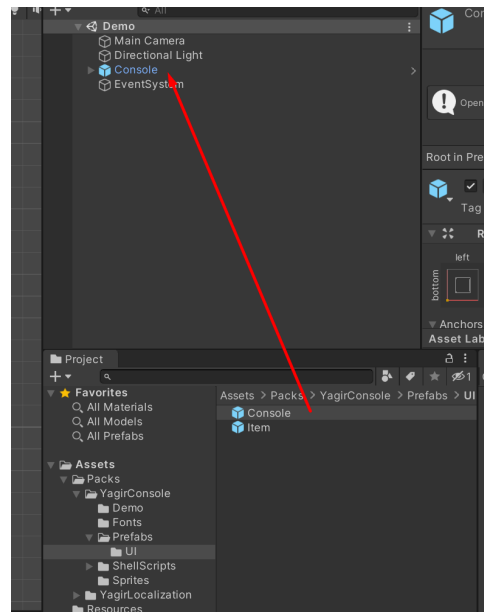 All
Con
Demo
Main Camera
Directional Light
Console
EventSystem
Open
Root in Pre
Tag
R
left
bottom
Anchors
Asset Lab
Project
1
Favorites
Assets > Packs > YagirConsole > Prefabs > UI
All Materials
Console
All Models
Item
All Prefabs
Assets
Packs
YagirConsole
Demo
Fonts
Prefabs
UI
ShellScripts
Sprites
YagirLocalization
Resources